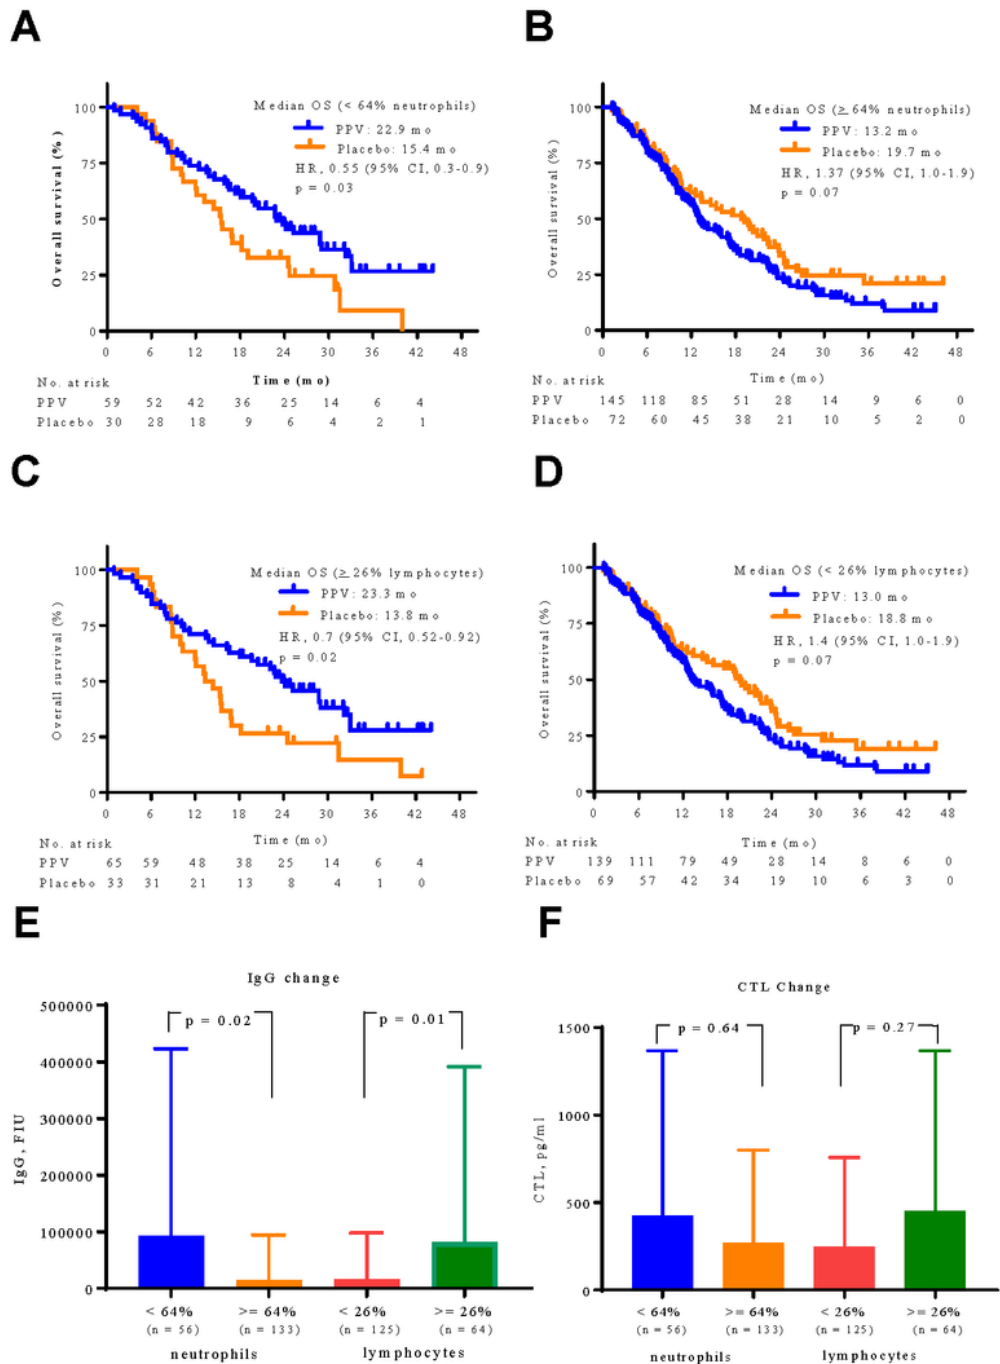 A
Overall survival (%)
100
75
50
25
0
Median OS (< 64% neutrophils)
PPV: 22.9 mo
Placebo: 15.4 mo
HR, 0.55 (95% CI, 0.3-0.9)
p = 0.03
0 6 12 18 24 30 36 42 48
Time (mo)
No. at risk
PPV 59 52 42 36 25 14 6 4
Placebo 30 28 18 9 6 4 2 1
B
Overall survival (%)
100
75
50
25
0
Median OS (≥ 64% neutrophils)
PPV: 13.2 mo
Placebo: 19.7 mo
HR, 1.37 (95% CI, 1.0-1.9)
p = 0.07
0 6 12 18 24 30 36 42 48
Time (mo)
No. at risk
PPV 145 118 85 51 28 14 9 6 0
Placebo 72 60 45 38 21 10 5 2 0
C
Overall survival (%)
100
75
50
25
0
Median OS (≥ 26% lymphocytes)
PPV: 23.3 mo
Placebo: 13.8 mo
HR, 0.7 (95% CI, 0.52-0.92)
p = 0.02
0 6 12 18 24 30 36 42 48
Time (mo)
No. at risk
PPV 65 59 48 38 25 14 6 4
Placebo 33 31 21 13 8 4 1 0
D
Overall survival (%)
100
75
50
25
0
Median OS (< 26% lymphocytes)
PPV: 13.0 mo
Placebo: 18.8 mo
HR, 1.4 (95% CI, 1.0-1.9)
p = 0.07
0 6 12 18 24 30 36 42 48
Time (mo)
No. at risk
PPV 139 111 79 49 28 14 8 6 0
Placebo 69 57 42 34 19 10 6 3 0
E
IgG change
IgG, FIU
500000
400000
300000
200000
100000
0
p = 0.02
p = 0.01
< 64% >= 64% < 26% >= 26%
(n = 56) (n = 133) (n = 125) (n = 64)
neutrophils lymphocytes
F
CTL Change
CTL, pg/ml
1500
1000
500
0
p = 0.64
p = 0.27
< 64% >= 64% < 26% >= 26%
(n = 56) (n = 133) (n = 125) (n = 64)
neutrophils lymphocytes